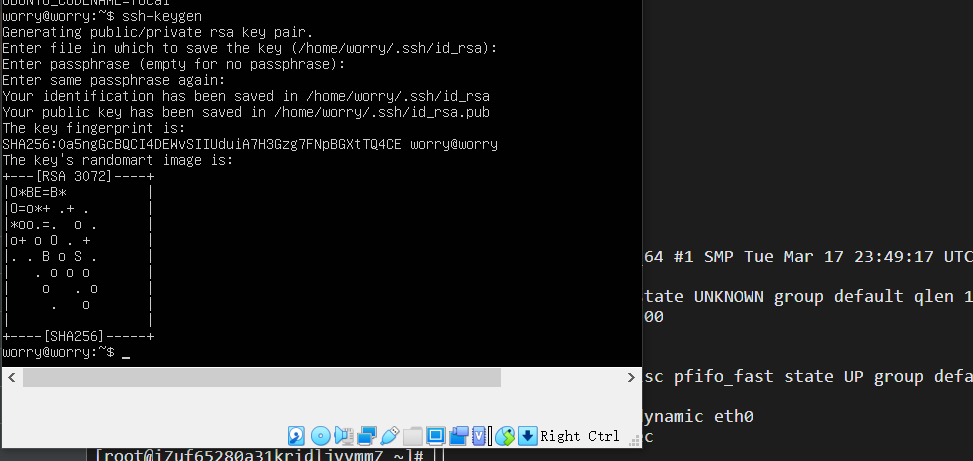 UBUNTU_CODENAME=focal
worry@worry:~$ ssh-keygen
Generating public/private rsa key pair.
Enter file in which to save the key (/home/worry/.ssh/id_rsa):
Enter passphrase (empty for no passphrase):
Enter same passphrase again:
Your identification has been saved in /home/worry/.ssh/id_rsa
Your public key has been saved in /home/worry/.ssh/id_rsa.pub
The key fingerprint is:
SHA256:0a5ngGcBQCI4DEWvSIIUduiA7H3Gzg7FNpBGXtTQ4CE worry@worry
The key's randomart image is:
+---[RSA 3072]----+
|O*BE=B*          |
|O=o*+ .+ .       |
|*oo.=.  o .      |
|o+ o O . +       |
|. . B o S .      |
|   . o o o       |
|    o   . o      |
|     .   o       |
|                 |
+----[SHA256]-----+
worry@worry:~$ _
64 #1 SMP Tue Mar 17 23:49:17 UTC
tate UNKNOWN group default qlen 1
00
sc pfifo_fast state UP group defa
ynamic eth0
c
Right Ctrl
~]#